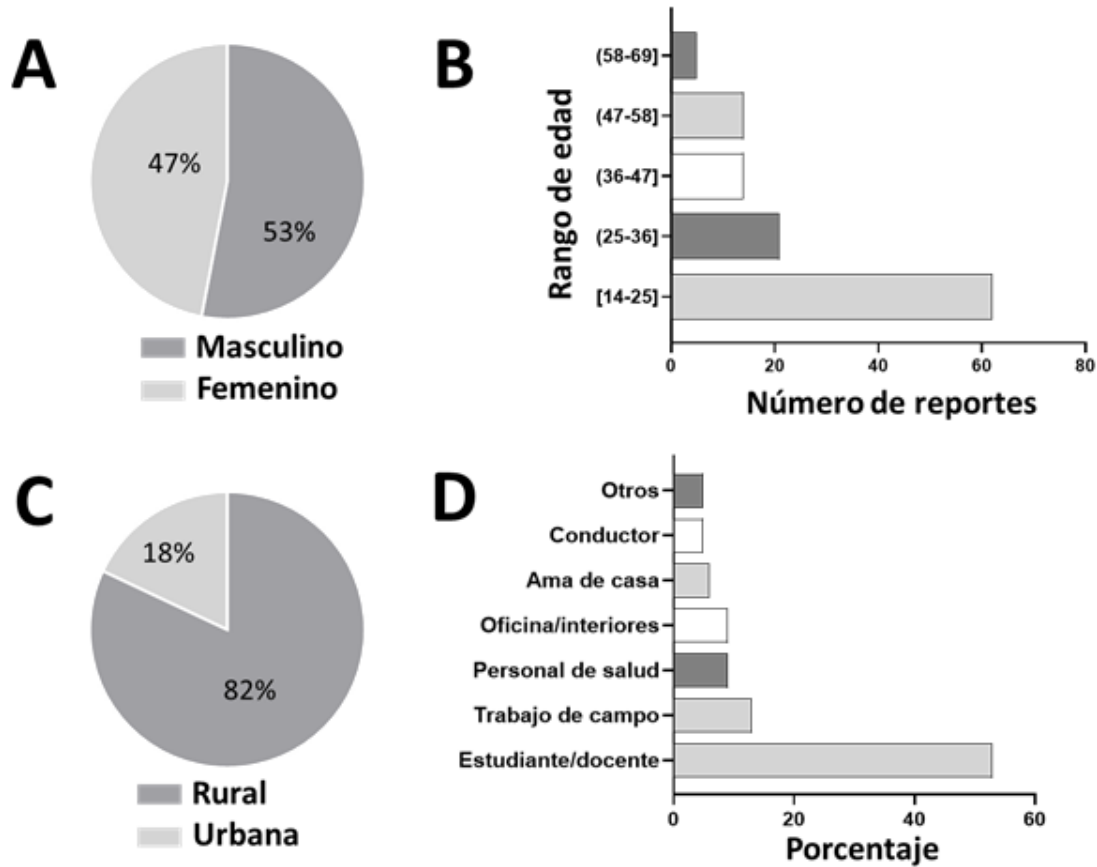 A
47%
53%
Masculino
Femenino
B
Rango de edad
(58-69]
(47-58]
(36-47]
(25-36]
[14-25]
0 20 40 60 80
Número de reportes
C
18%
82%
Rural
Urbana
D
Otros
Conductor
Ama de casa
Oficina/interiores
Personal de salud
Trabajo de campo
Estudiante/docente
0 20 40 60
Porcentaje